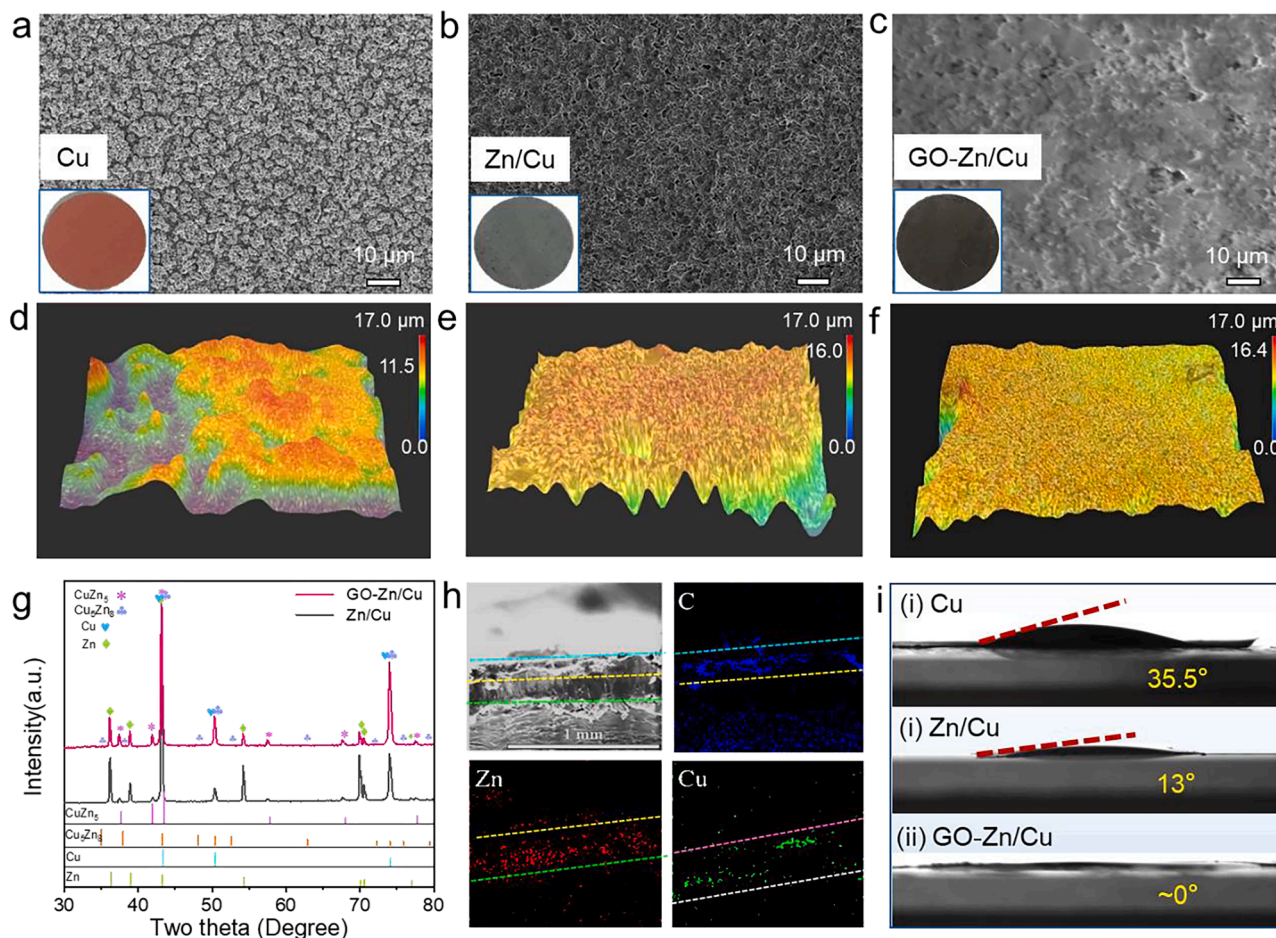 a
Cu
10 µm
b
Zn/Cu
10 µm
c
GO-Zn/Cu
10 µm
d
17.0 µm
11.5
0.0
e
17.0 µm
16.0
0.0
f
17.0 µm
16.4
0.0
g
CuZn₅
Cu₅Zn₈
Cu
Zn
GO-Zn/Cu
Zn/Cu
Intensity(a.u.)
CuZn₅
Cu₅Zn₈
Cu
Zn
30 40 50 60 70 80
Two theta (Degree)
h
1 mm
C
Zn
Cu
i
(i) Cu
35.5°
(i) Zn/Cu
13°
(ii) GO-Zn/Cu
~0°